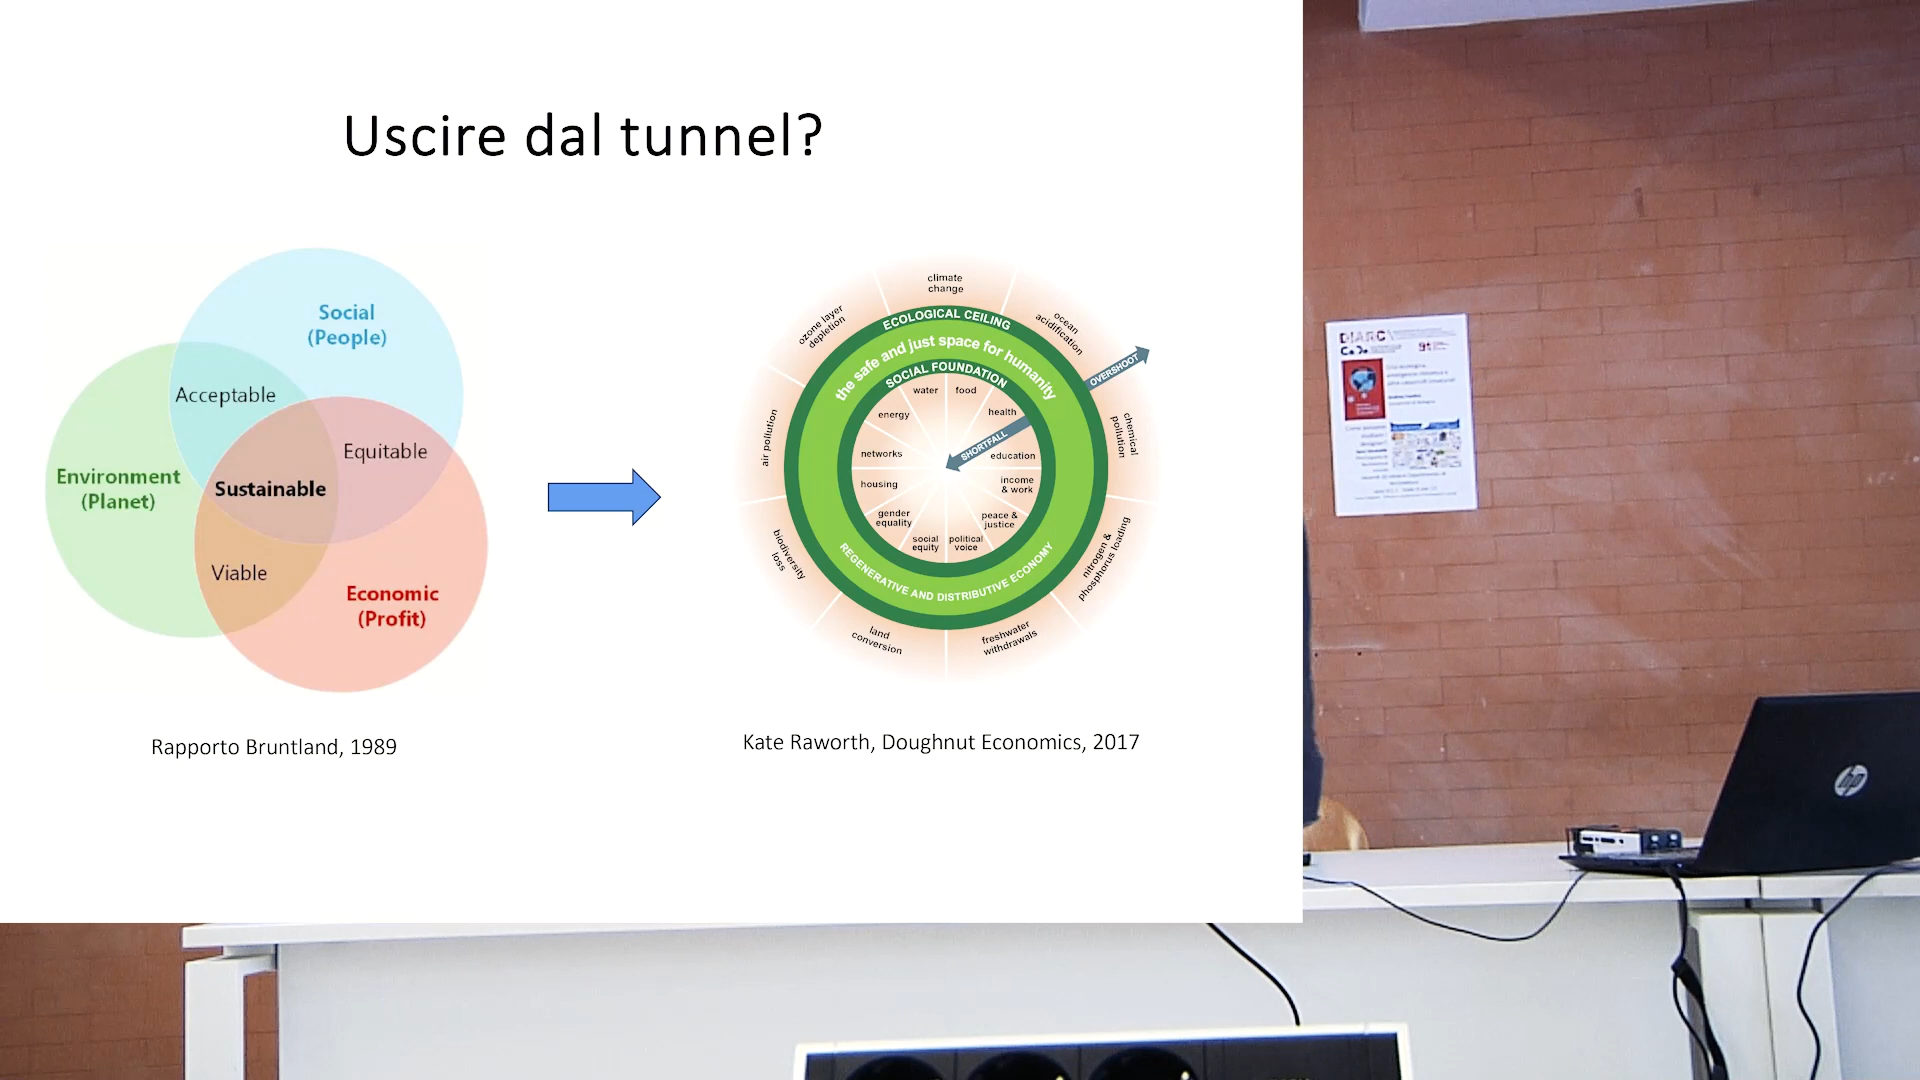 Uscire dal tunnel?
Social
(People)
Acceptable
Equitable
Environment
(Planet)
Sustainable
Viable
Economic
(Profit)
Rapporto Bruntland, 1989
climate
change
ozone layer
depletion
ocean
acidification
ECOLOGICAL CEILING
the safe and just space for humanity
OVERSHOOT
SOCIAL FOUNDATION
water
food
energy
health
SHORTFALL
networks
education
housing
income
& work
gender
equality
peace &
justice
social
equity
political
voice
air pollution
chemical
pollution
REGENERATIVE AND DISTRIBUTIVE ECONOMY
biodiversity
loss
nitrogen &
phosphorus loading
land
conversion
freshwater
withdrawals
Kate Raworth, Doughnut Economics, 2017
DIARC
hp